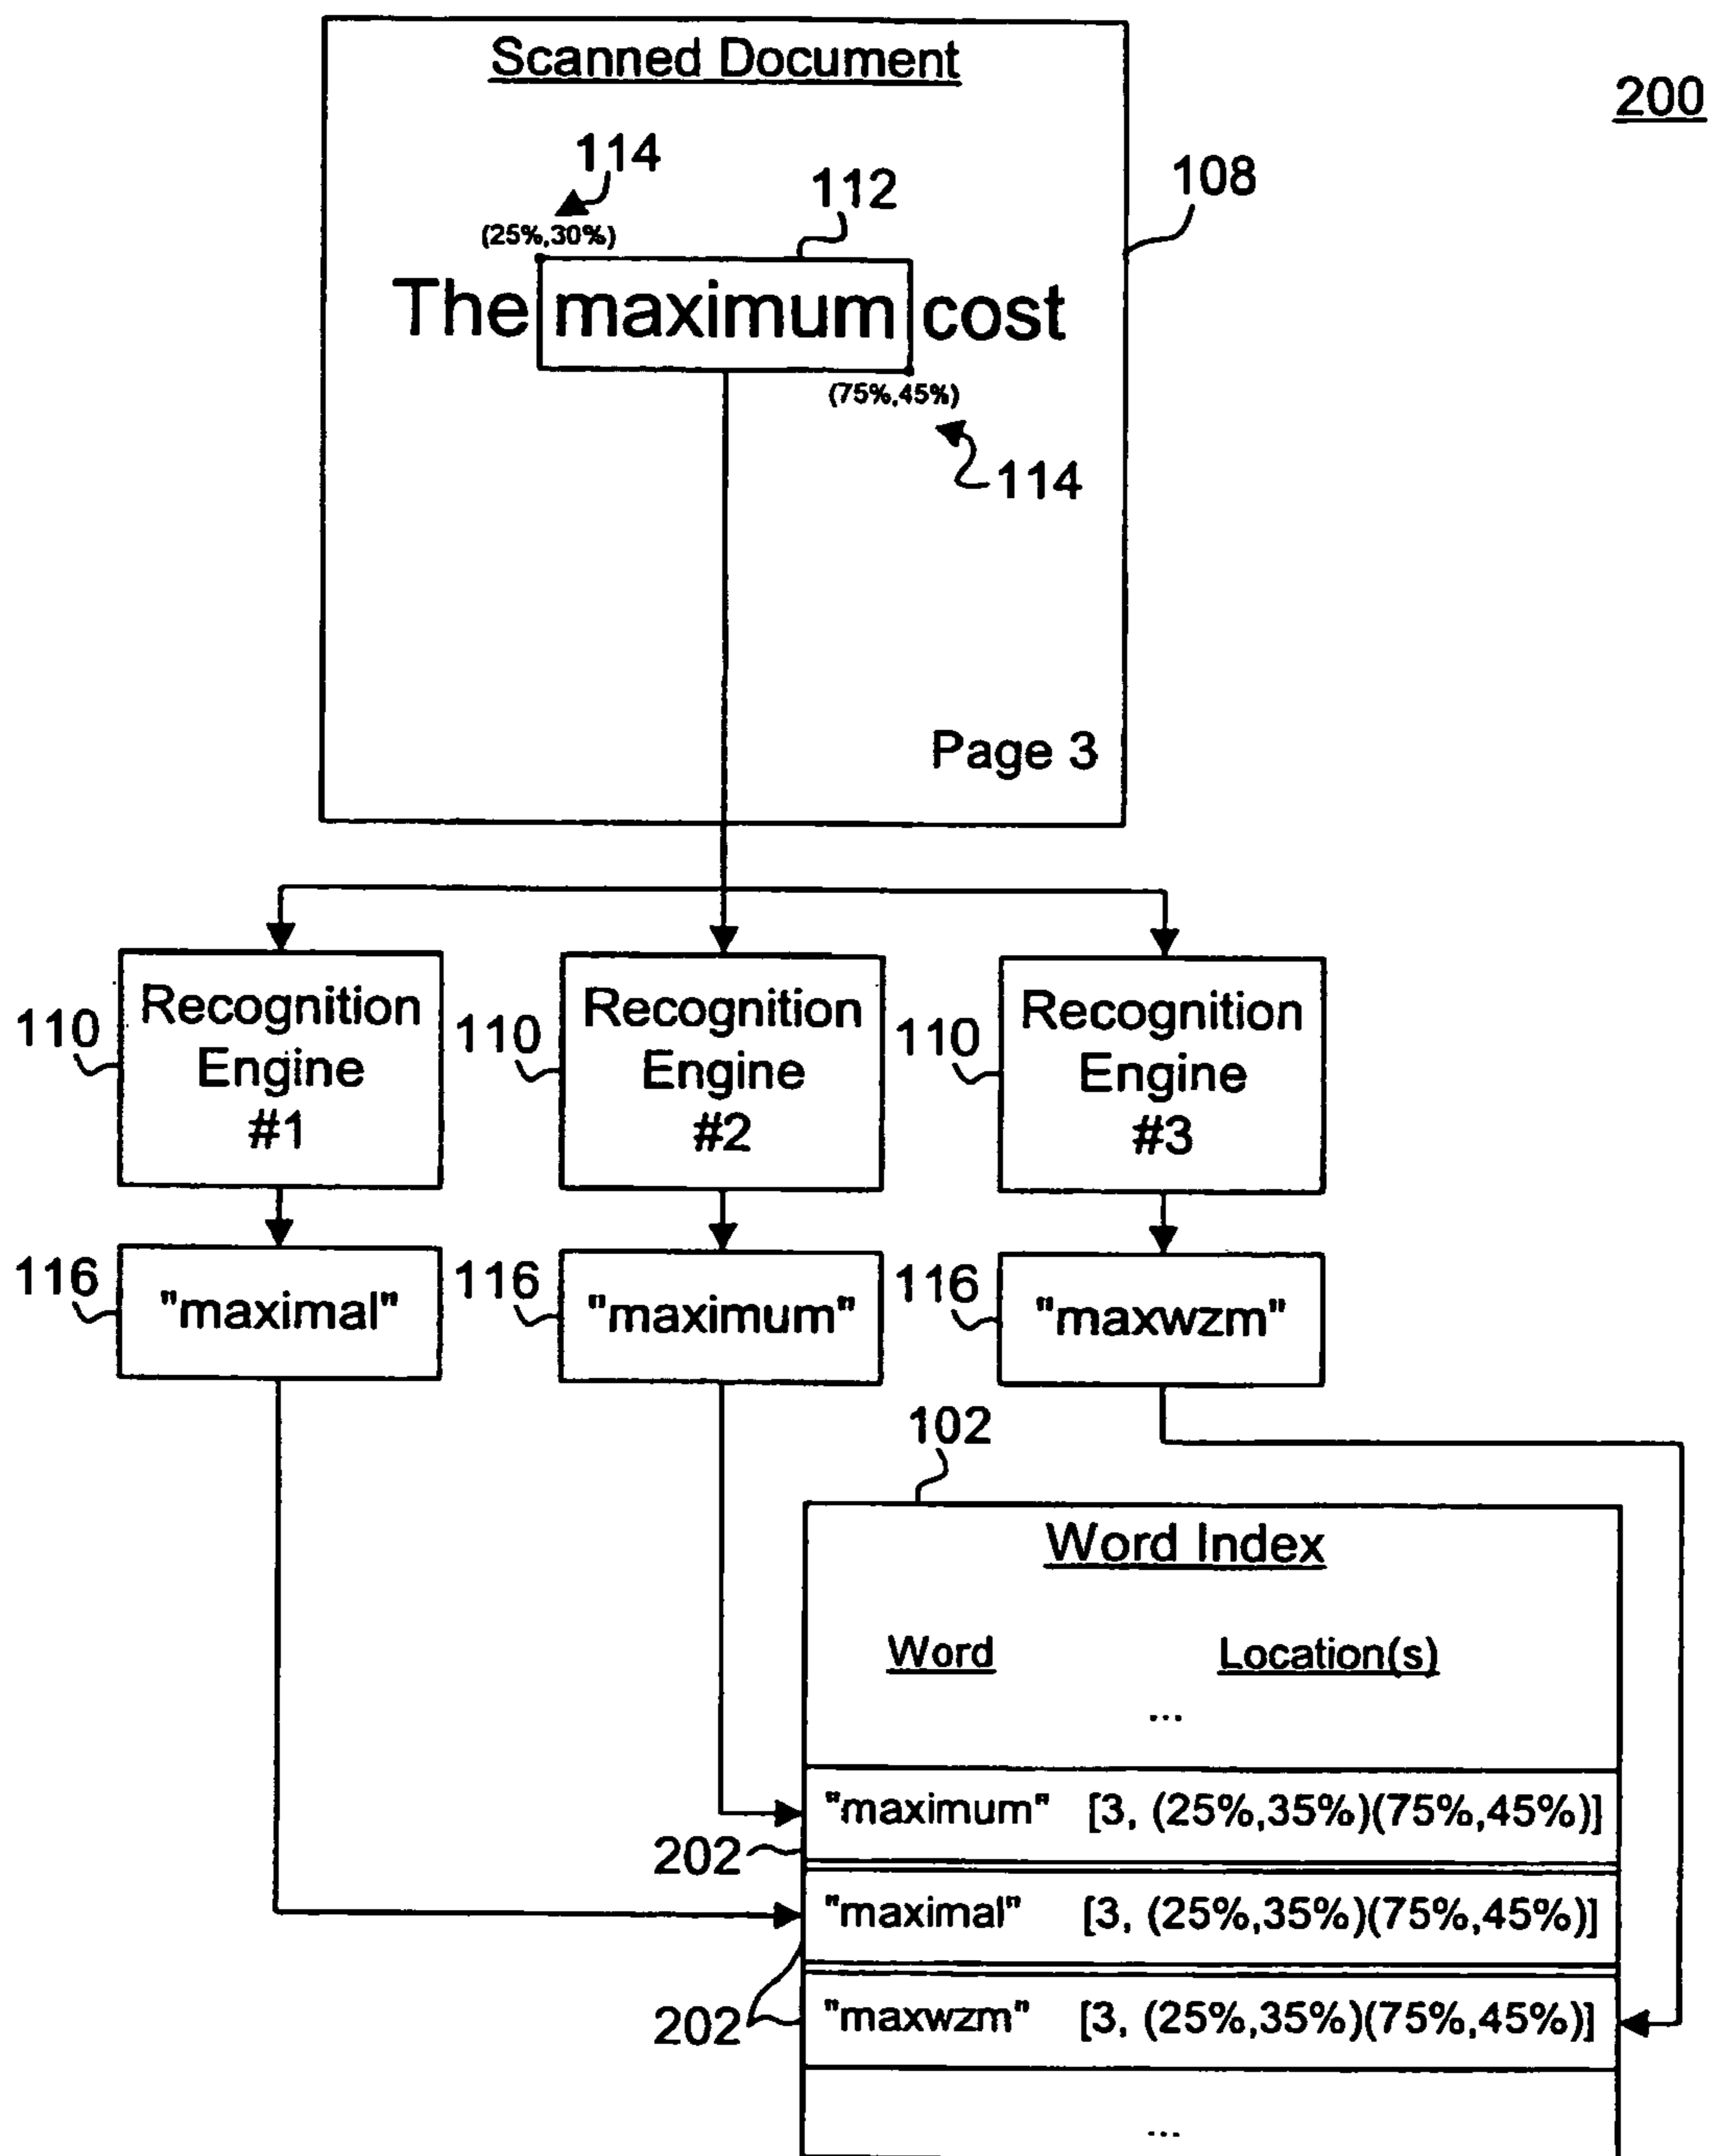 Scanned Document
200
114
112
108
(25%,30%)
The maximum cost
(75%,45%)
114
Page 3
110
Recognition
Engine
#1
110
Recognition
Engine
#2
110
Recognition
Engine
#3
116
"maximal"
116
"maximum"
116
"maxwzm"
102
Word Index
Word Location(s)
...
"maximum" [3, (25%,35%)(75%,45%)]
202
"maximal" [3, (25%,35%)(75%,45%)]
202
"maxwzm" [3, (25%,35%)(75%,45%)]
...